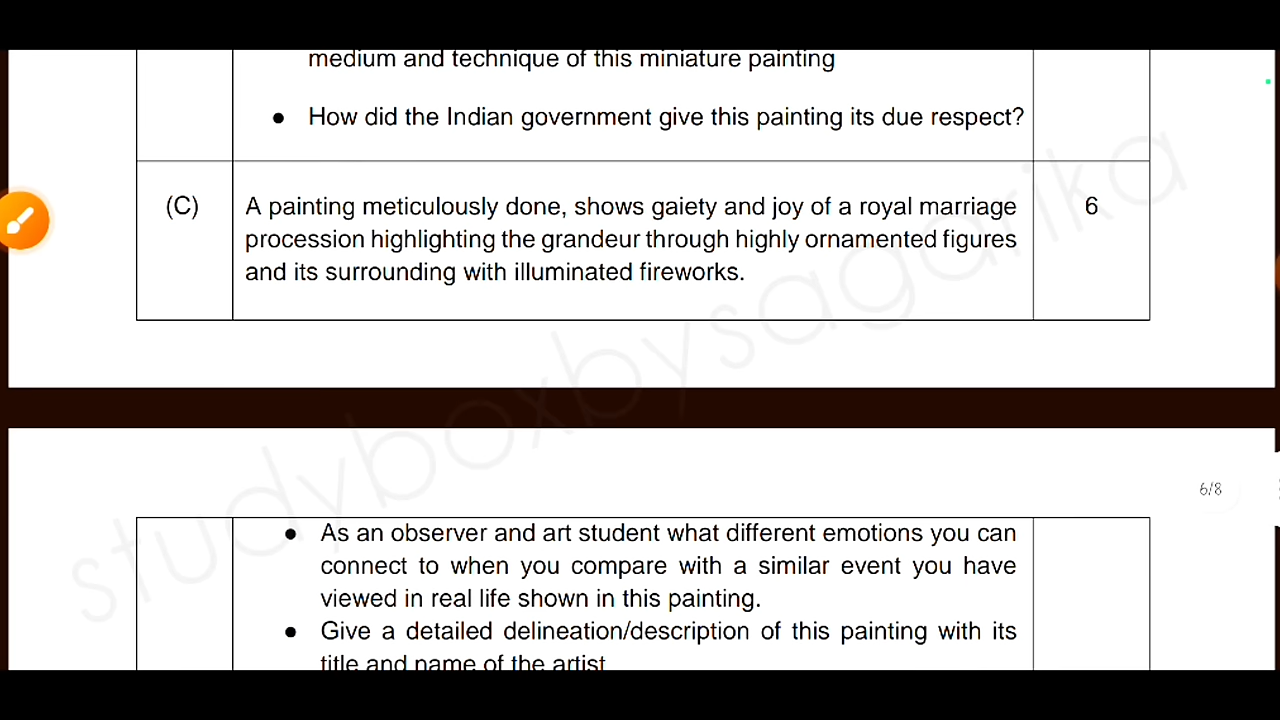 medium and technique of this miniature painting
● How did the Indian government give this painting its due respect?
(C) A painting meticulously done, shows gaiety and joy of a royal marriage 6
procession highlighting the grandeur through highly ornamented figures
and its surrounding with illuminated fireworks.
studyboxbysagarika
6/8
● As an observer and art student what different emotions you can
connect to when you compare with a similar event you have
viewed in real life shown in this painting.
● Give a detailed delineation/description of this painting with its
title and name of the artist